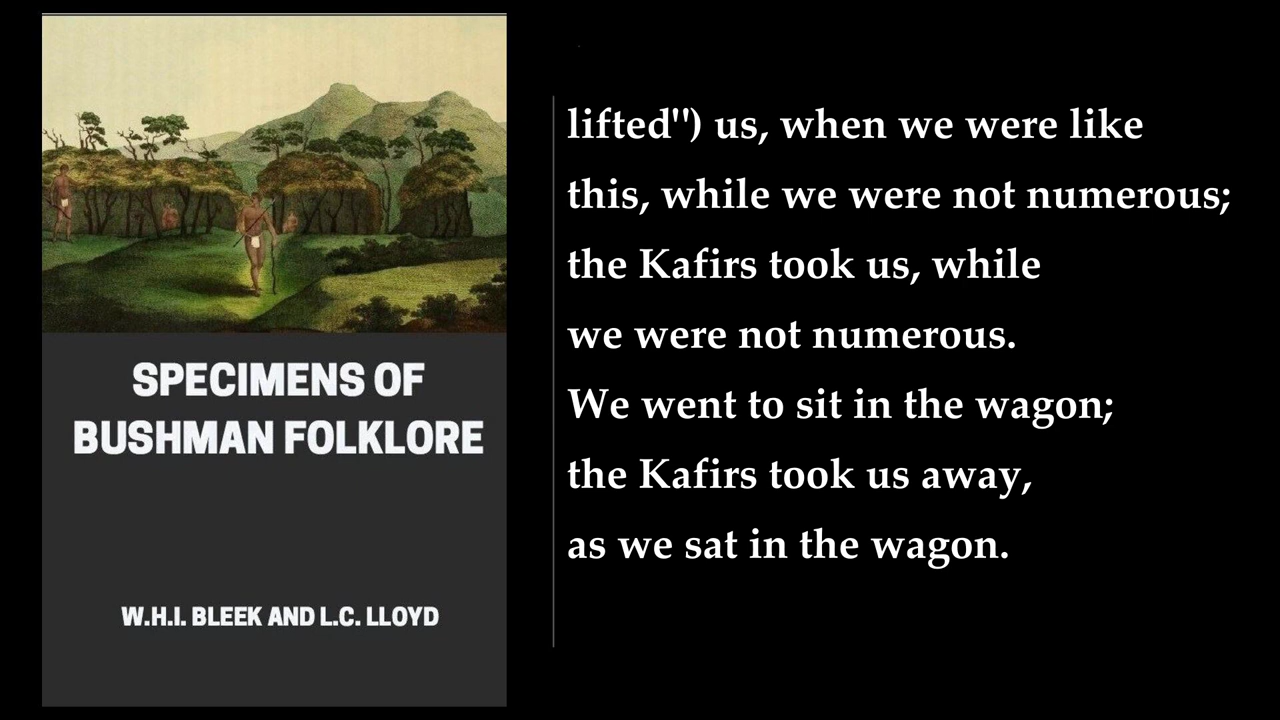 SPECIMENS OF
BUSHMAN FOLKLORE
W.H.I. BLEEK AND L.C. LLOYD
lifted") us, when we were like
this, while we were not numerous;
the Kafirs took us, while
we were not numerous.
We went to sit in the wagon;
the Kafirs took us away,
as we sat in the wagon.